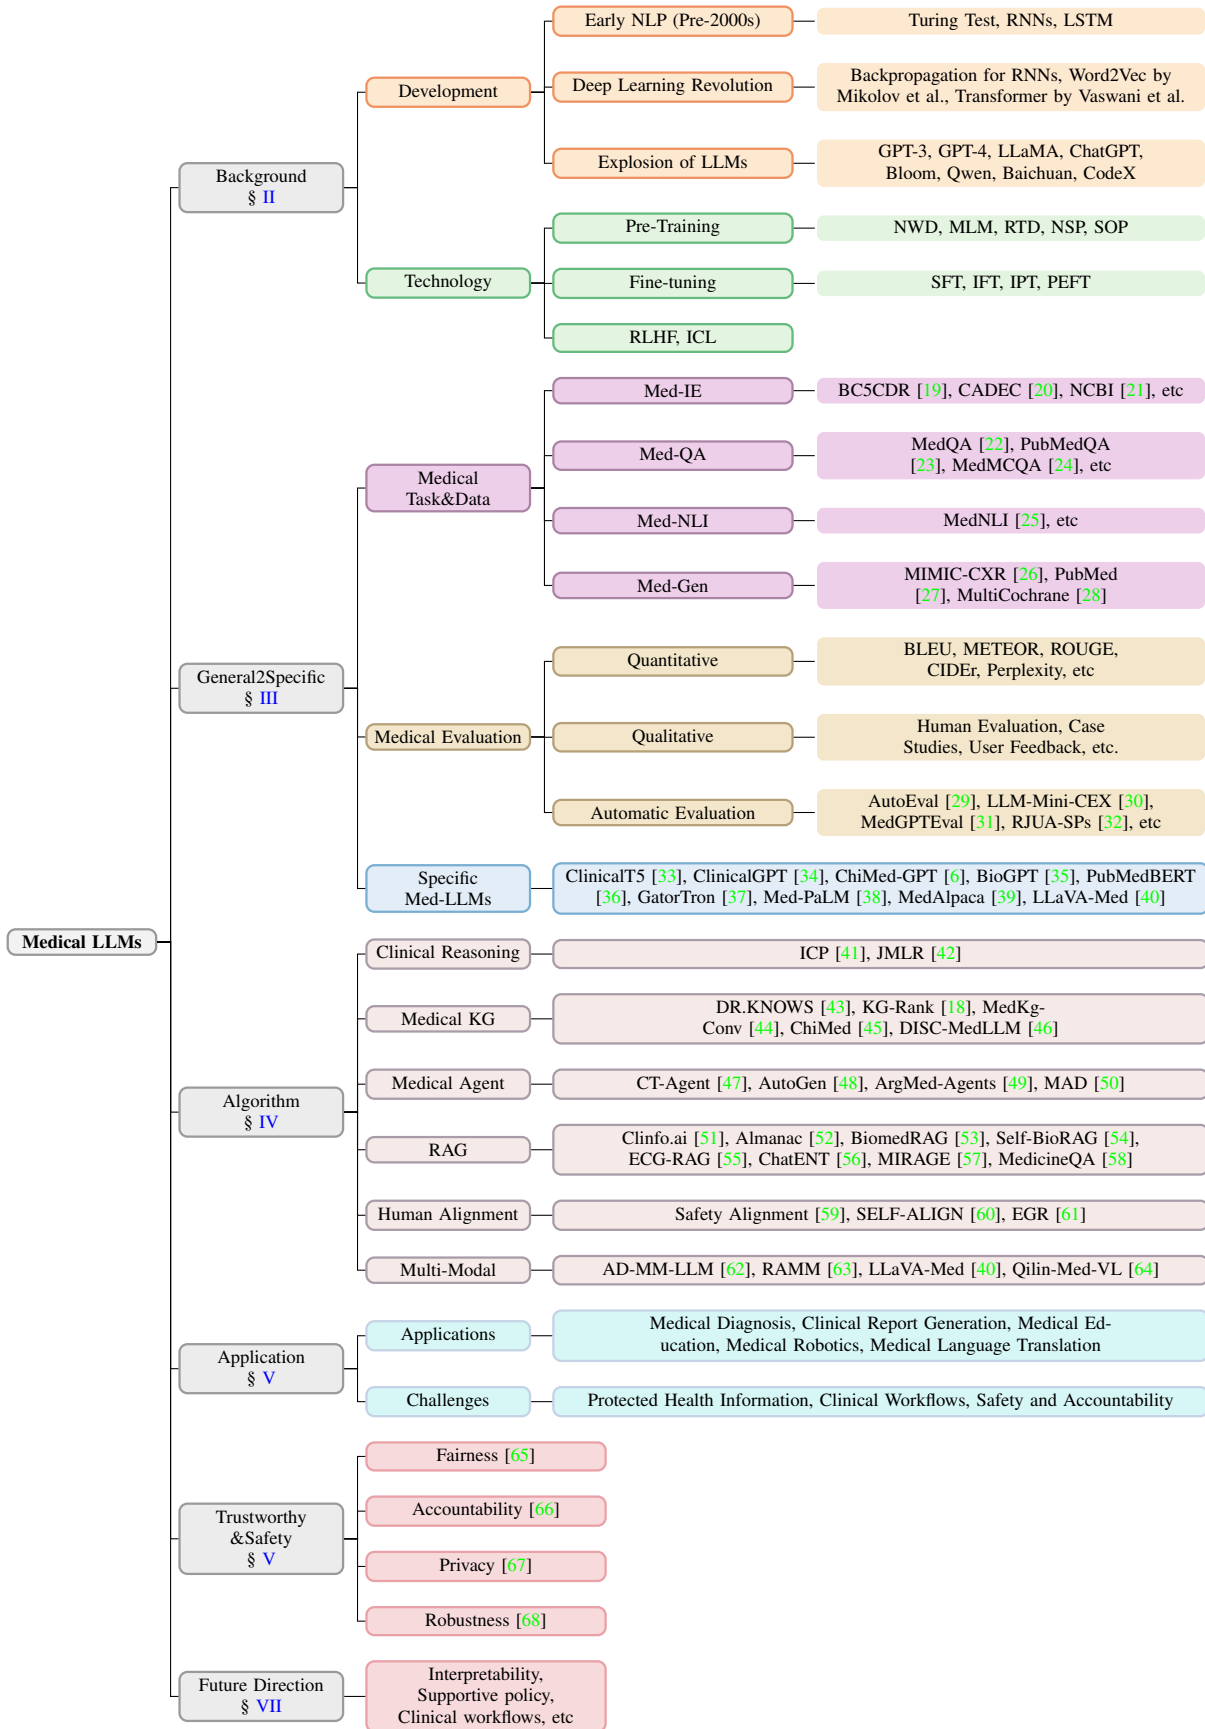 Medical LLMs
Background
§ II
Development
Early NLP (Pre-2000s)
Turing Test, RNNs, LSTM
Deep Learning Revolution
Backpropagation for RNNs, Word2Vec by
Mikolov et al., Transformer by Vaswani et al.
Explosion of LLMs
GPT-3, GPT-4, LLaMA, ChatGPT,
Bloom, Qwen, Baichuan, CodeX
Technology
Pre-Training
NWD, MLM, RTD, NSP, SOP
Fine-tuning
SFT, IFT, IPT, PEFT
RLHF, ICL
General2Specific
§ III
Medical
Task&Data
Med-IE
BC5CDR [19], CADEC [20], NCBI [21], etc
Med-QA
MedQA [22], PubMedQA
[23], MedMCQA [24], etc
Med-NLI
MedNLI [25], etc
Med-Gen
MIMIC-CXR [26], PubMed
[27], MultiCochrane [28]
Medical Evaluation
Quantitative
BLEU, METEOR, ROUGE,
CIDEr, Perplexity, etc
Qualitative
Human Evaluation, Case
Studies, User Feedback, etc.
Automatic Evaluation
AutoEval [29], LLM-Mini-CEX [30],
MedGPTEval [31], RJUA-SPs [32], etc
Specific
Med-LLMs
ClinicalT5 [33], ClinicalGPT [34], ChiMed-GPT [6], BioGPT [35], PubMedBERT
[36], GatorTron [37], Med-PaLM [38], MedAlpaca [39], LLaVA-Med [40]
Algorithm
§ IV
Clinical Reasoning
ICP [41], JMLR [42]
Medical KG
DR.KNOWS [43], KG-Rank [18], MedKg-
Conv [44], ChiMed [45], DISC-MedLLM [46]
Medical Agent
CT-Agent [47], AutoGen [48], ArgMed-Agents [49], MAD [50]
RAG
Clinfo.ai [51], Almanac [52], BiomedRAG [53], Self-BioRAG [54],
ECG-RAG [55], ChatENT [56], MIRAGE [57], MedicineQA [58]
Human Alignment
Safety Alignment [59], SELF-ALIGN [60], EGR [61]
Multi-Modal
AD-MM-LLM [62], RAMM [63], LLaVA-Med [40], Qilin-Med-VL [64]
Application
§ V
Applications
Medical Diagnosis, Clinical Report Generation, Medical Ed-
ucation, Medical Robotics, Medical Language Translation
Challenges
Protected Health Information, Clinical Workflows, Safety and Accountability
Trustworthy
&Safety
§ V
Fairness [65]
Accountability [66]
Privacy [67]
Robustness [68]
Future Direction
§ VII
Interpretability,
Supportive policy,
Clinical workflows, etc